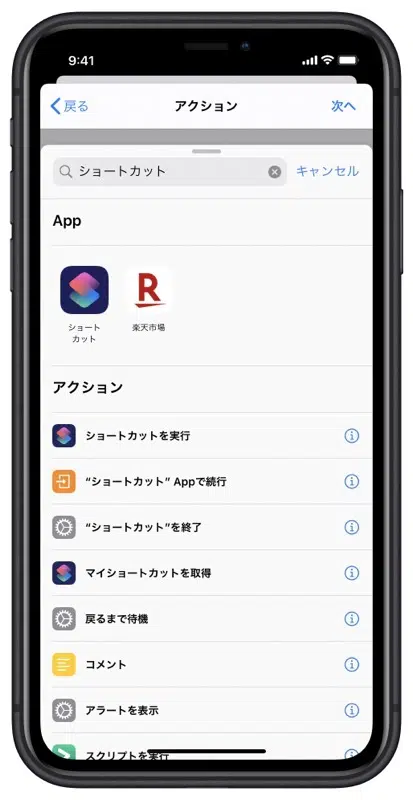 9:41
戻る
アクション
次へ
ショートカット
キャンセル
App
ショート
カット
R
楽天市場
アクション
ショートカットを実行
“ショートカット” Appで続行
“ショートカット”を終了
マイショートカットを取得
戻るまで待機
コメント
アラートを表示
スクリプトを実行